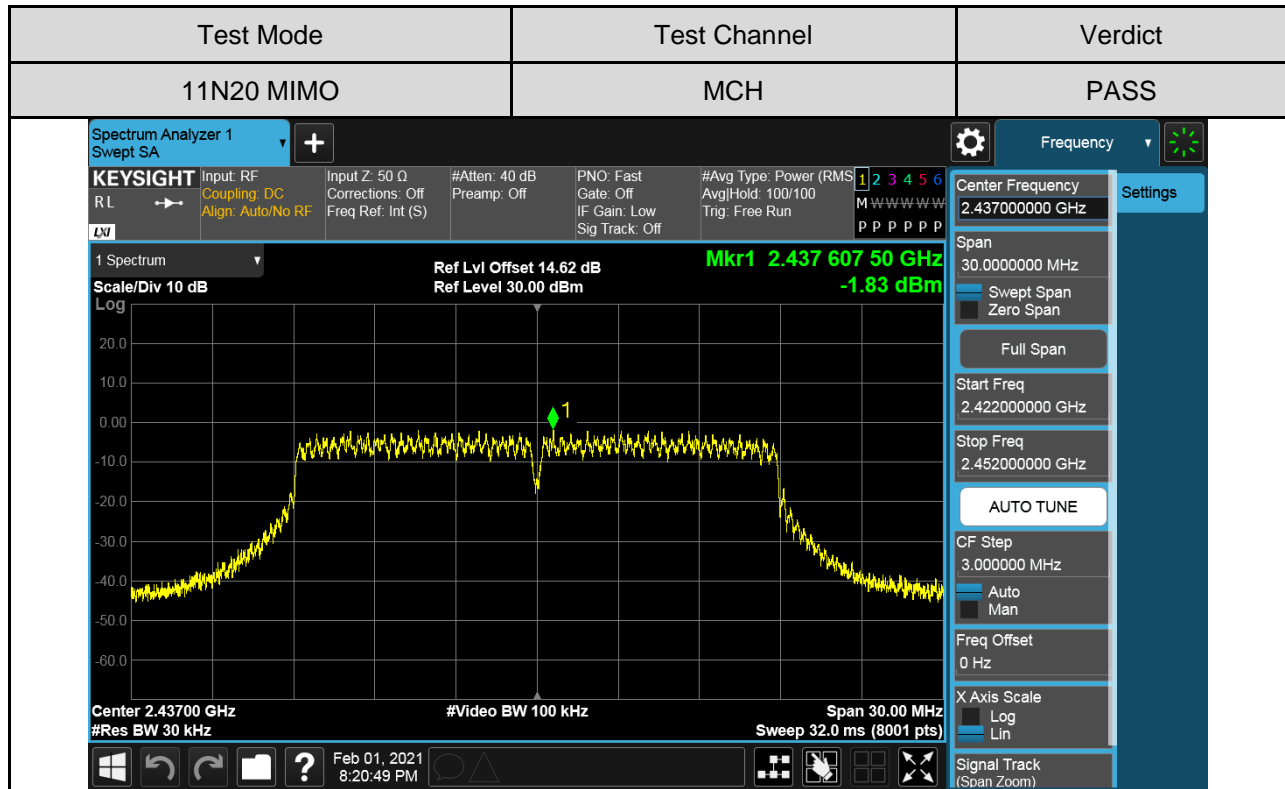 Test Mode
Test Channel
Verdict
11N20 MIMO
MCH
PASS
Spectrum Analyzer 1
Swept SA
+
Frequency
KEYSIGHT
RL
LXI
Input: RF
Coupling: DC
Align: Auto/No RF
Input Z: 50 Ω
Corrections: Off
Freq Ref: Int (S)
#Atten: 40 dB
Preamp: Off
PNO: Fast
Gate: Off
IF Gain: Low
Sig Track: Off
#Avg Type: Power (RMS
Avg|Hold: 100/100
Trig: Free Run
1 2 3 4 5 6
M W W W W W
P P P P P P
1 Spectrum
Scale/Div 10 dB
Log
Ref Lvl Offset 14.62 dB
Ref Level 30.00 dBm
Mkr1 2.437 607 50 GHz
-1.83 dBm
20.0
10.0
0.00
-10.0
-20.0
-30.0
-40.0
-50.0
-60.0
1
Center 2.43700 GHz
#Res BW 30 kHz
#Video BW 100 kHz
Span 30.00 MHz
Sweep 32.0 ms (8001 pts)
Feb 01, 2021
8:20:49 PM
?
Center Frequency
2.437000000 GHz
Settings
Span
30.0000000 MHz
Swept Span
Zero Span
Full Span
Start Freq
2.422000000 GHz
Stop Freq
2.452000000 GHz
AUTO TUNE
CF Step
3.000000 MHz
Auto
Man
Freq Offset
0 Hz
X Axis Scale
Log
Lin
Signal Track
(Span Zoom)